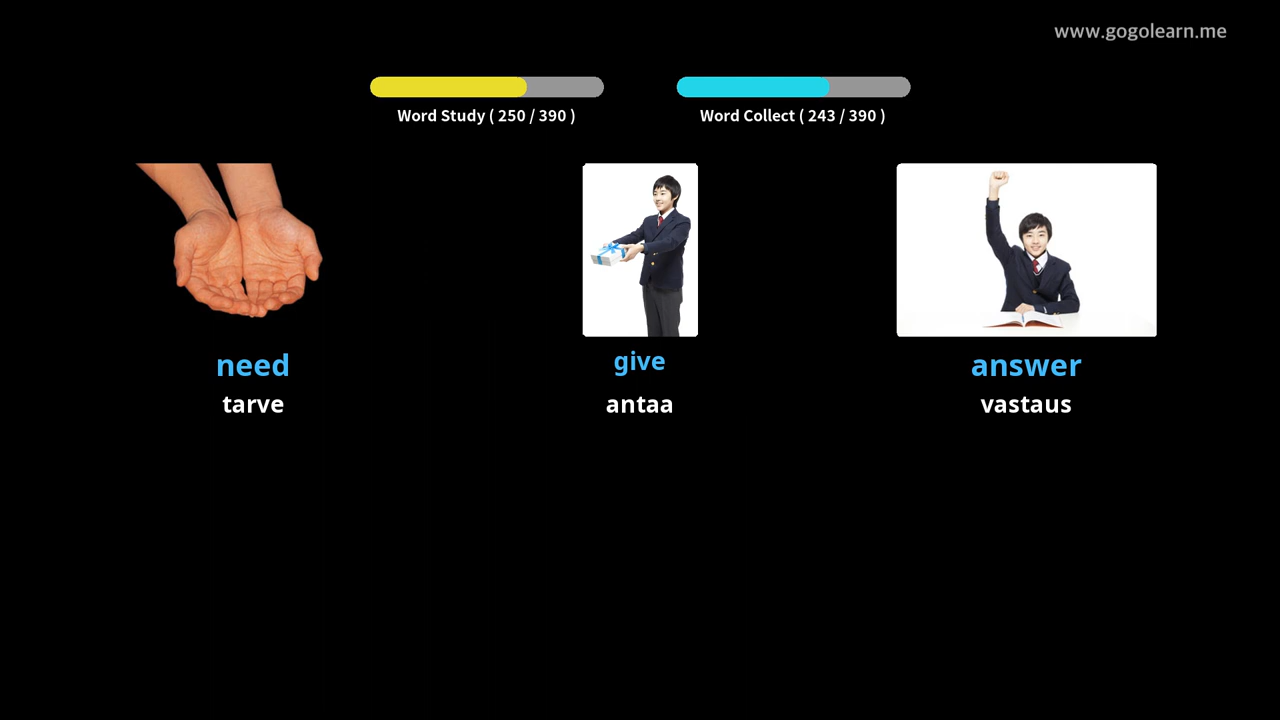 www.gogolearn.me
Word Study ( 250 / 390 )
Word Collect ( 243 / 390 )
need
give
answer
tarve
antaa
vastaus